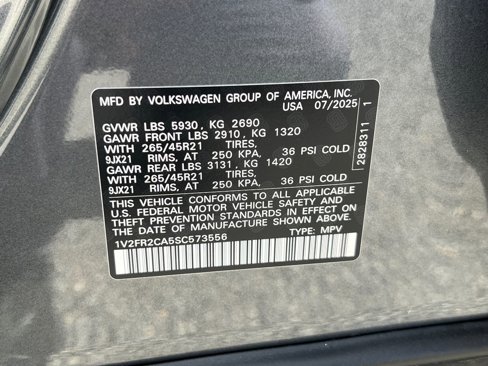 MFD BY VOLKSWAGEN GROUP OF AMERICA, INC.
USA 07/2025
GVWR LBS 5930, KG 2690
GAWR FRONT LBS 2910, KG 1320
WITH 265/45R21 TIRES,
9JX21 RIMS, AT 250 KPA, 36 PSI COLD
GAWR REAR LBS 3131, KG 1420
WITH 265/45R21 TIRES,
9JX21 RIMS, AT 250 KPA, 36 PSI COLD
THIS VEHICLE CONFORMS TO ALL APPLICABLE
U.S. FEDERAL MOTOR VEHICLE SAFETY AND
THEFT PREVENTION STANDARDS IN EFFECT ON
THE DATE OF MANUFACTURE SHOWN ABOVE
1V2FR2CA5SC573556 TYPE: MPV
2828311 1